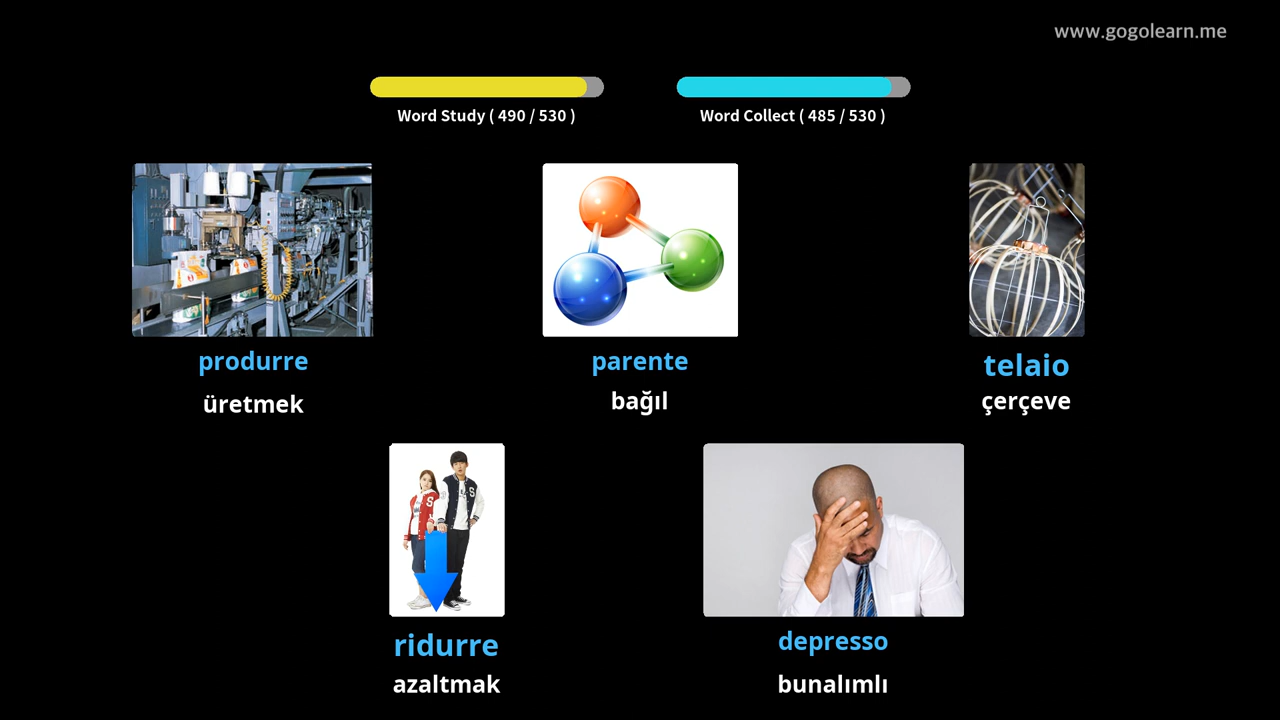 www.gogolearn.me
Word Study ( 490 / 530 )
Word Collect ( 485 / 530 )
produrre
üretmek
parente
bağıl
telaio
çerçeve
S
S
ridurre
azaltmak
depresso
bunalımlı